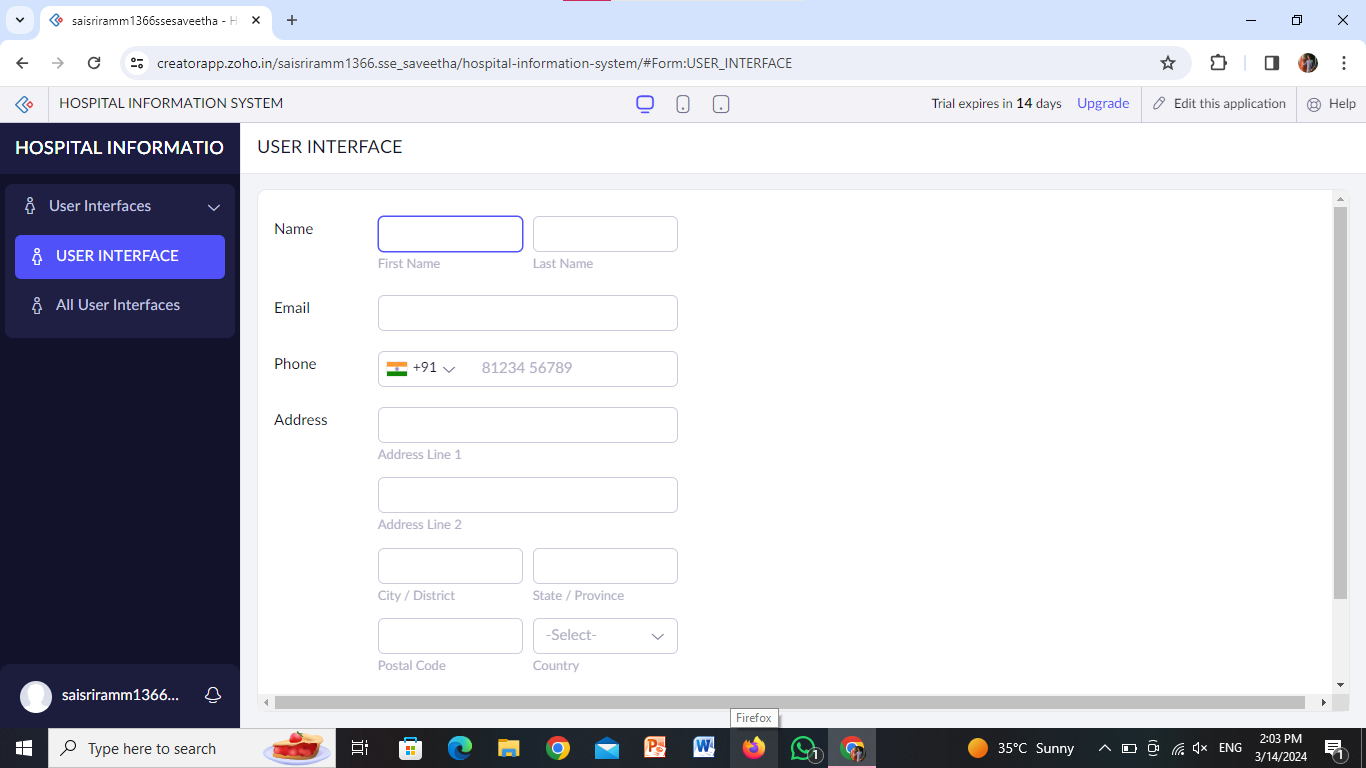 saisriramm1366ssesaveetha - H
creatorapp.zoho.in/saisriramm1366.sse_saveetha/hospital-information-system/#Form:USER_INTERFACE
HOSPITAL INFORMATION SYSTEM
Trial expires in 14 days Upgrade Edit this application Help
HOSPITAL INFORMATIO
USER INTERFACE
User Interfaces
USER INTERFACE
All User Interfaces
Name
First Name Last Name
Email
Phone +91 81234 56789
Address
Address Line 1
Address Line 2
City / District State / Province
-Select-
Postal Code Country
saisriramm1366...
Firefox
Type here to search
35°C Sunny
ENG
2:03 PM
3/14/2024
1
1